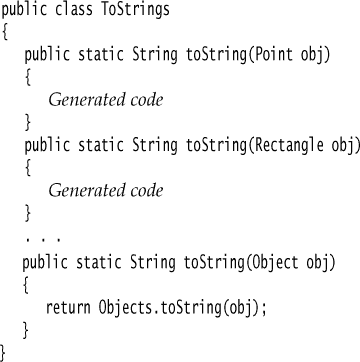 public class ToStrings
{
public static String toString(Point obj)
{
Generated code
}
public static String toString(Rectangle obj)
{
Generated code
}
. . .
public static String toString(Object obj)
{
return Objects.toString(obj);
}
}